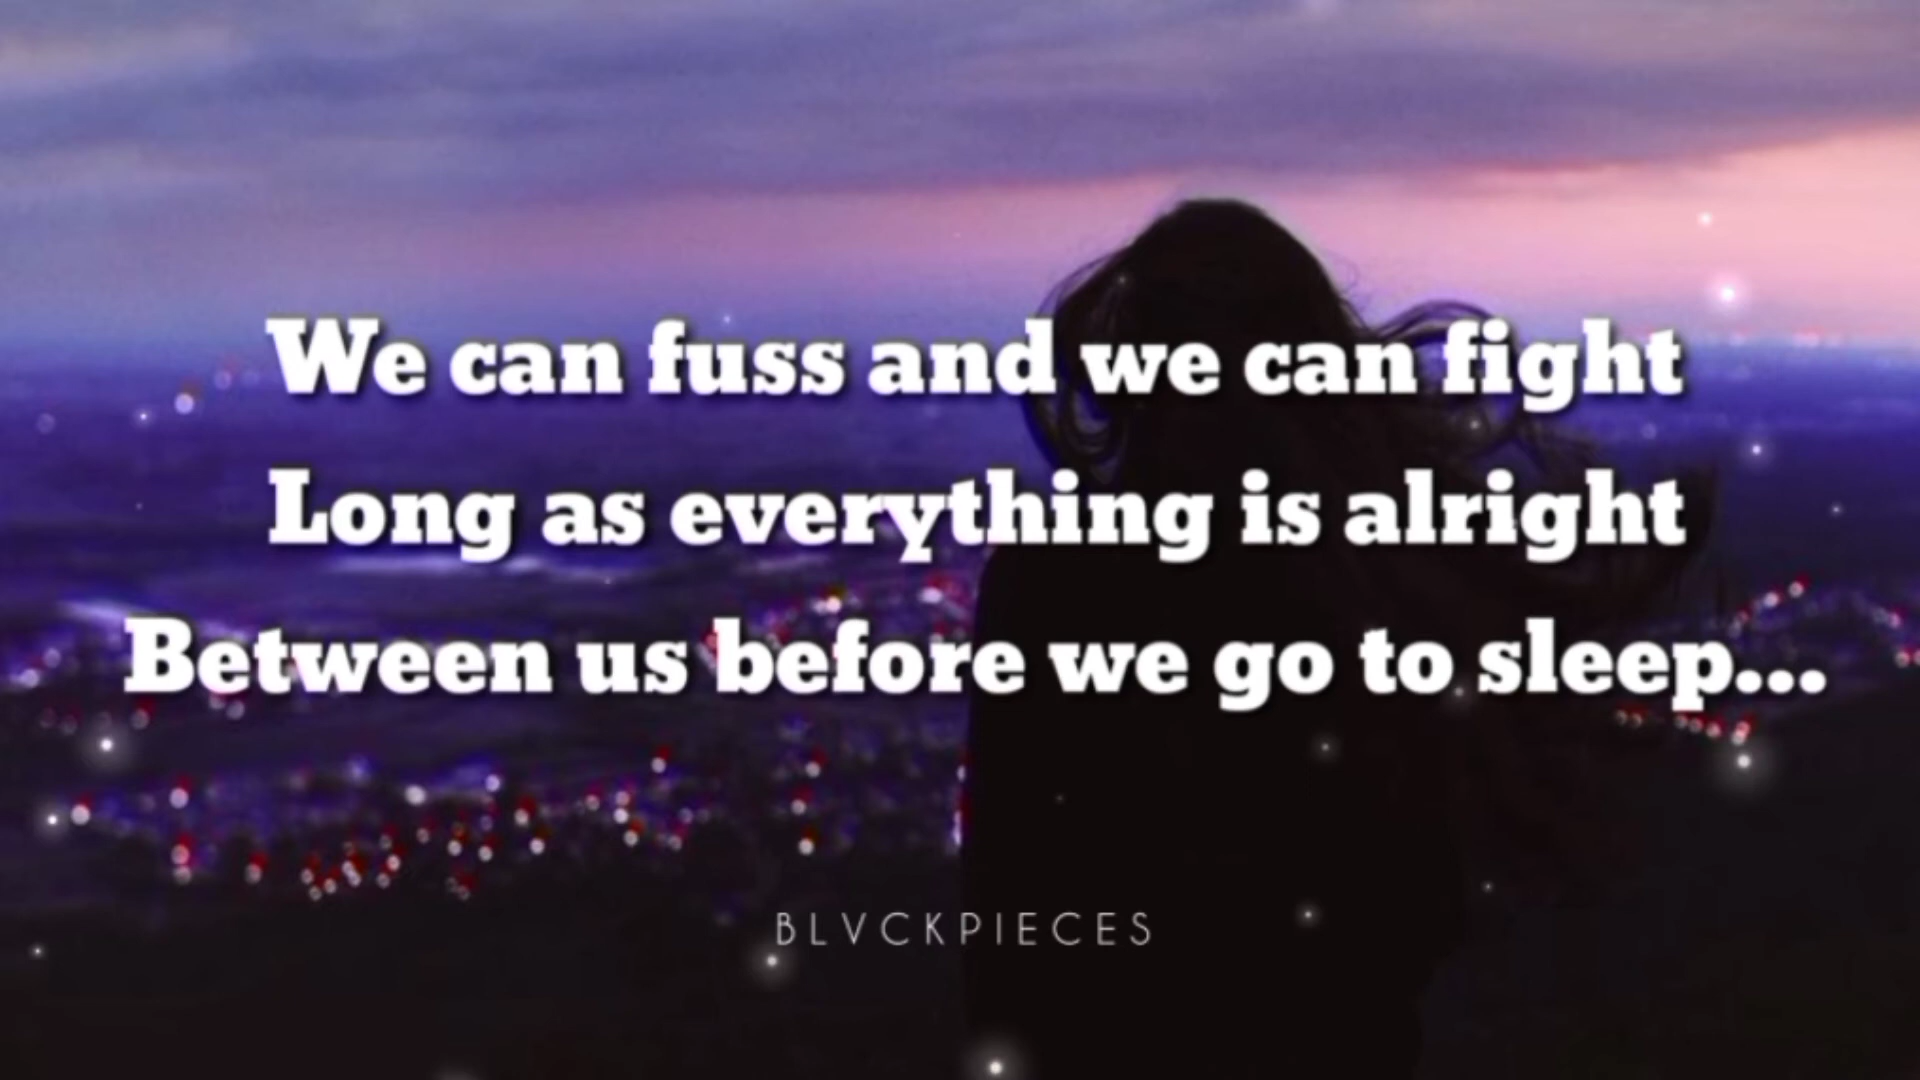 We can fuss and we can fight
Long as everything is alright
Between us before we go to sleep...
BLVCKPIECES